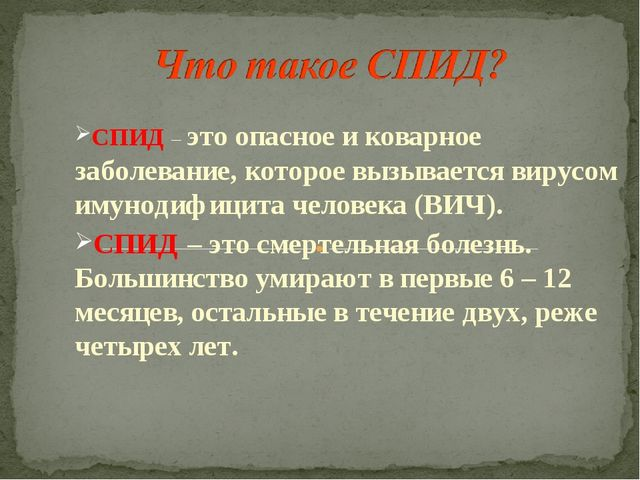 Что такое СПИД?
СПИД – это опасное и коварное
заболевание, которое вызывается вирусом
имунодифицита человека (ВИЧ).
СПИД – это смертельная болезнь.
Большинство умирают в первые 6 – 12
месяцев, остальные в течение двух, реже
четырех лет.